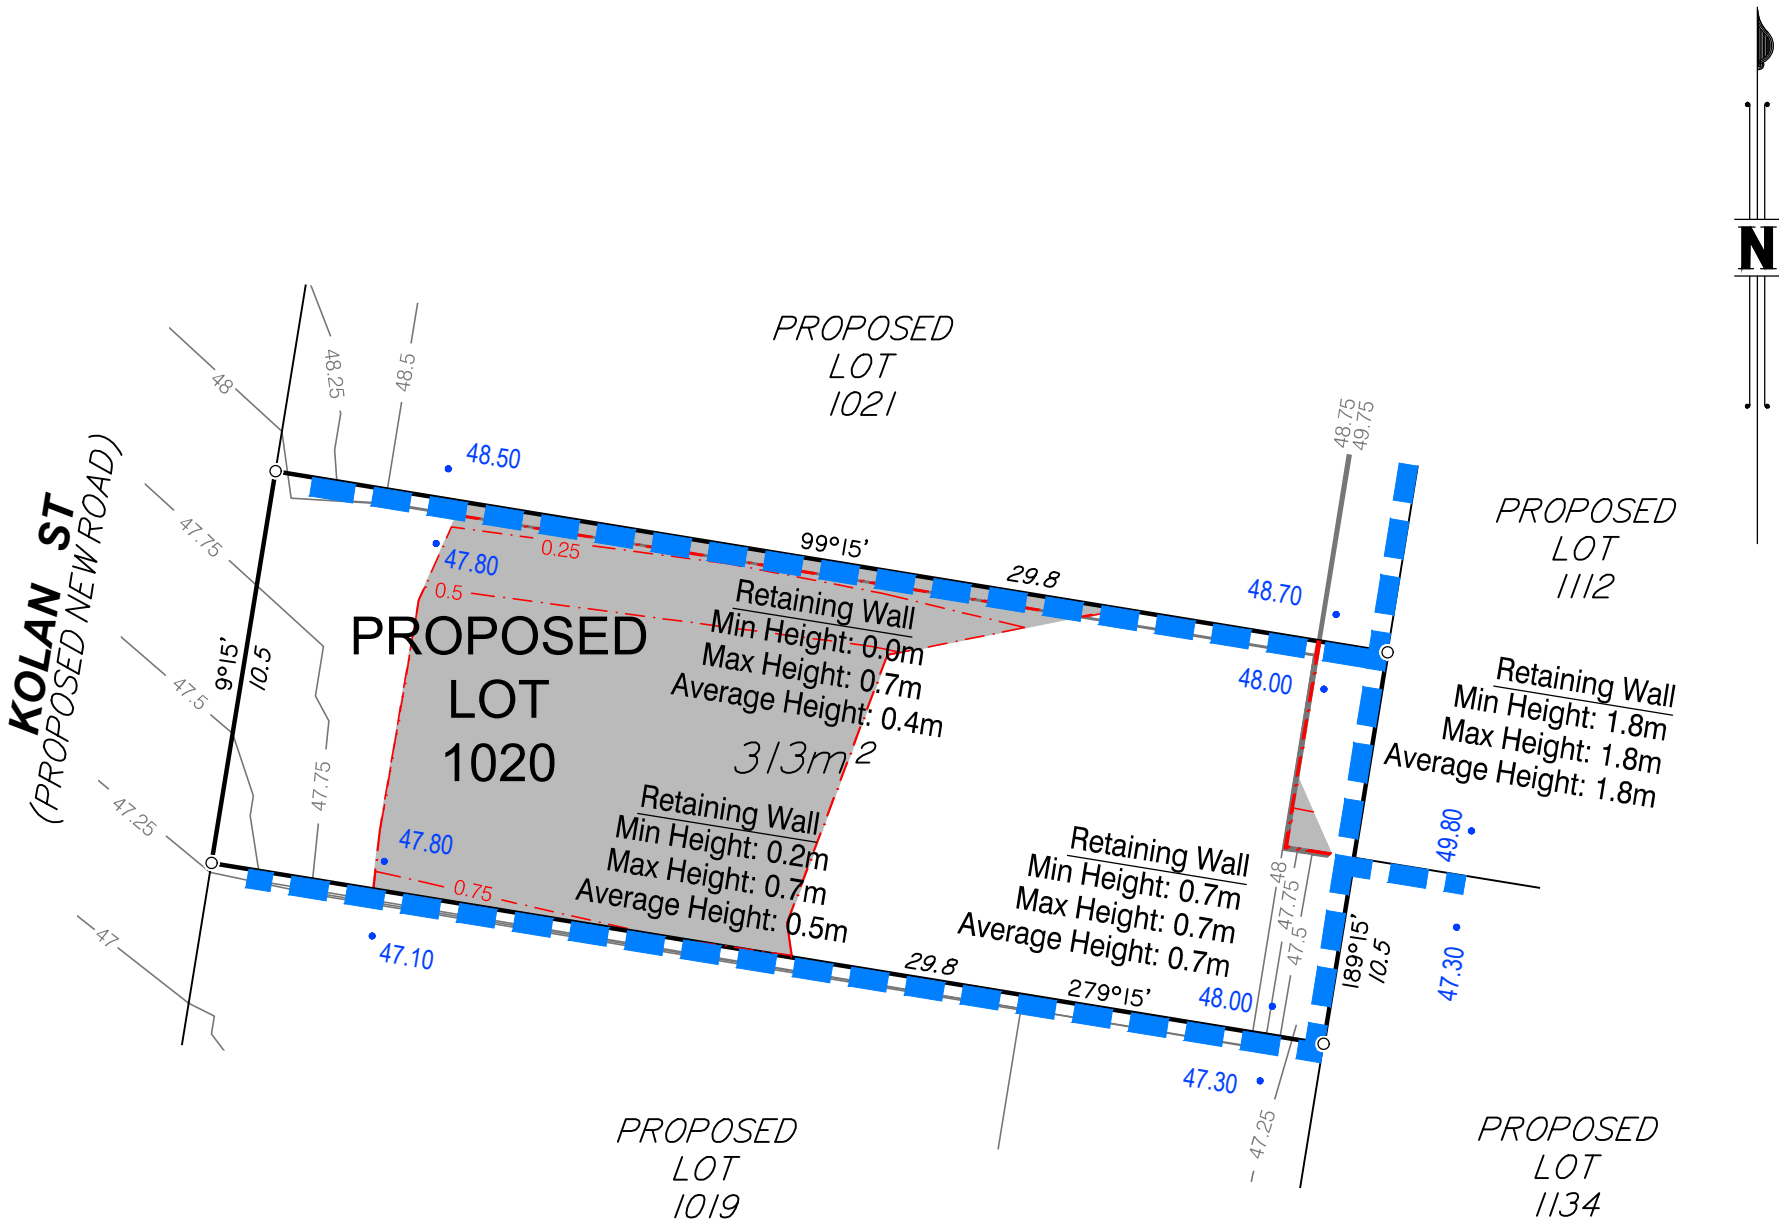 N
PROPOSED
LOT
1021
48
48.25
48.5
48.75
49.75
48.50
PROPOSED
LOT
1112
KOLAN ST
(PROPOSED NEW ROAD)
47.75
47.80
0.25
99°15'
29.8
48.70
0.5
Retaining Wall
Min Height: 0.0m
Max Height: 0.7m
Average Height: 0.4m
PROPOSED
LOT
1020
313m²
9°15'
10.5
47.5
47.75
47.25
48.00
Retaining Wall
Min Height: 1.8m
Max Height: 1.8m
Average Height: 1.8m
Retaining Wall
Min Height: 0.2m
Max Height: 0.7m
Average Height: 0.5m
47.80
0.75
Retaining Wall
Min Height: 0.7m
Max Height: 0.7m
Average Height: 0.7m
48
47.75
47.5
49.80
47.30
189°15'
10.5
47
47.10
29.8
279°15'
48.00
47.30
47.25
PROPOSED
LOT
1019
PROPOSED
LOT
1134